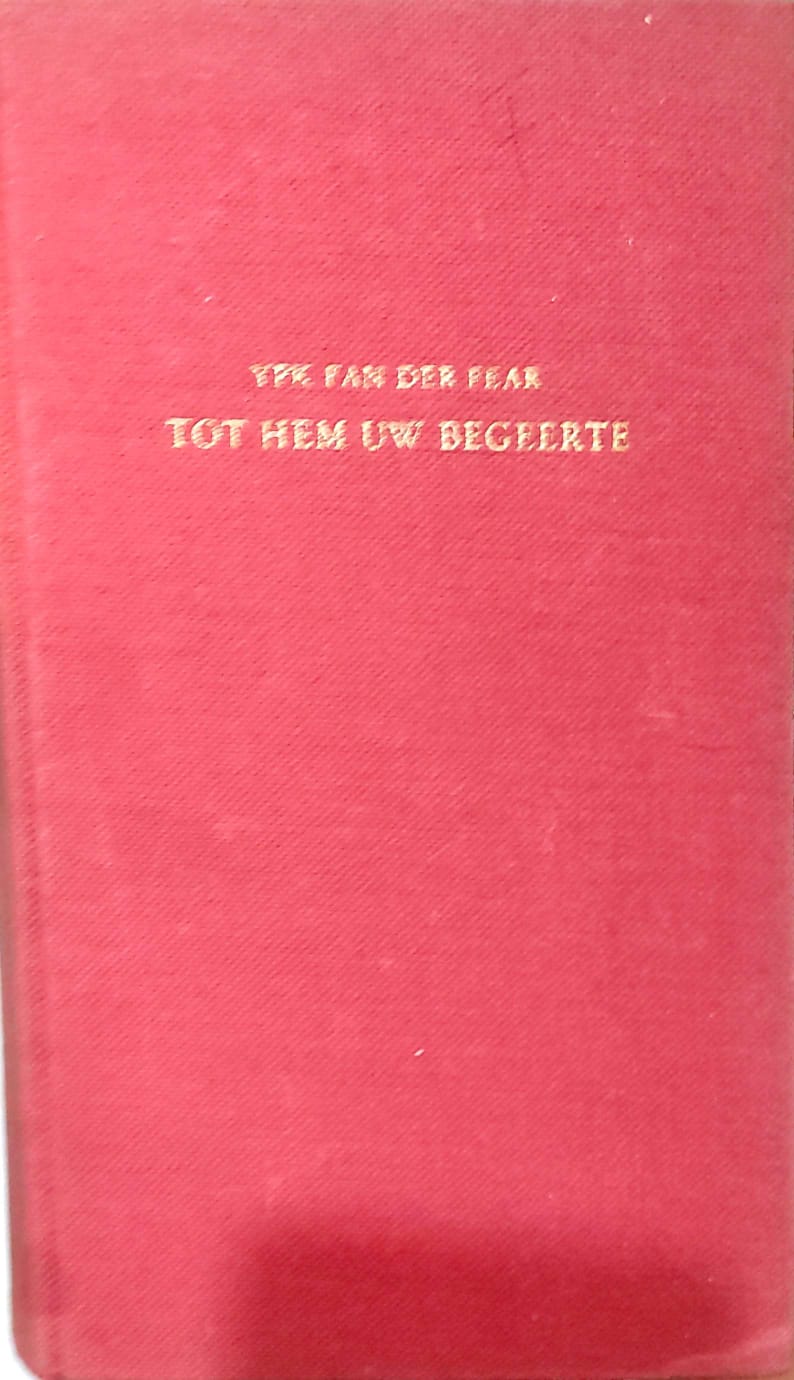 YPK FAN DER FEAR
TOT HEM UW BEGEERTE